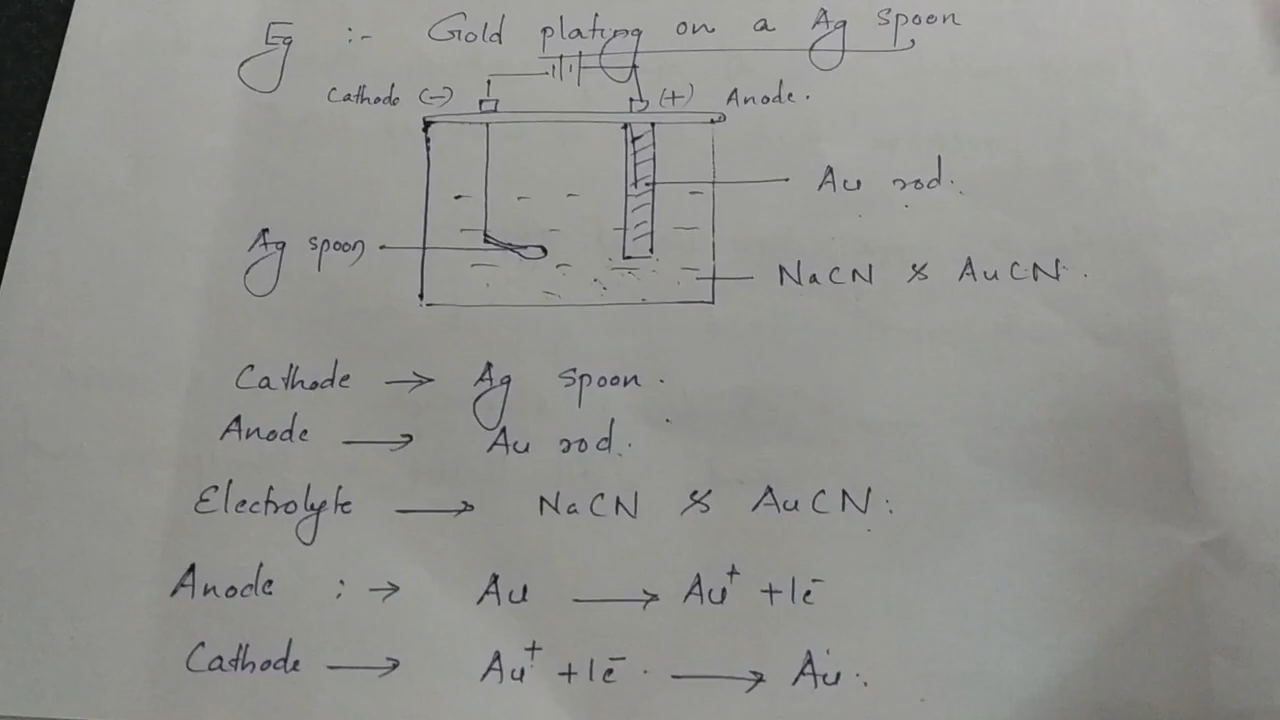 Eg :- Gold plating on a Ag spoon
Cathode (-)
(+) Anode.
Au rod.
Ag spoon
NaCN & AuCN.
Cathode → Ag spoon.
Anode → Au rod.
Electrolyte → NaCN & AuCN.
Anode : → Au → Au⁺ + 1e⁻
Cathode → Au⁺ + 1e⁻ → Au.